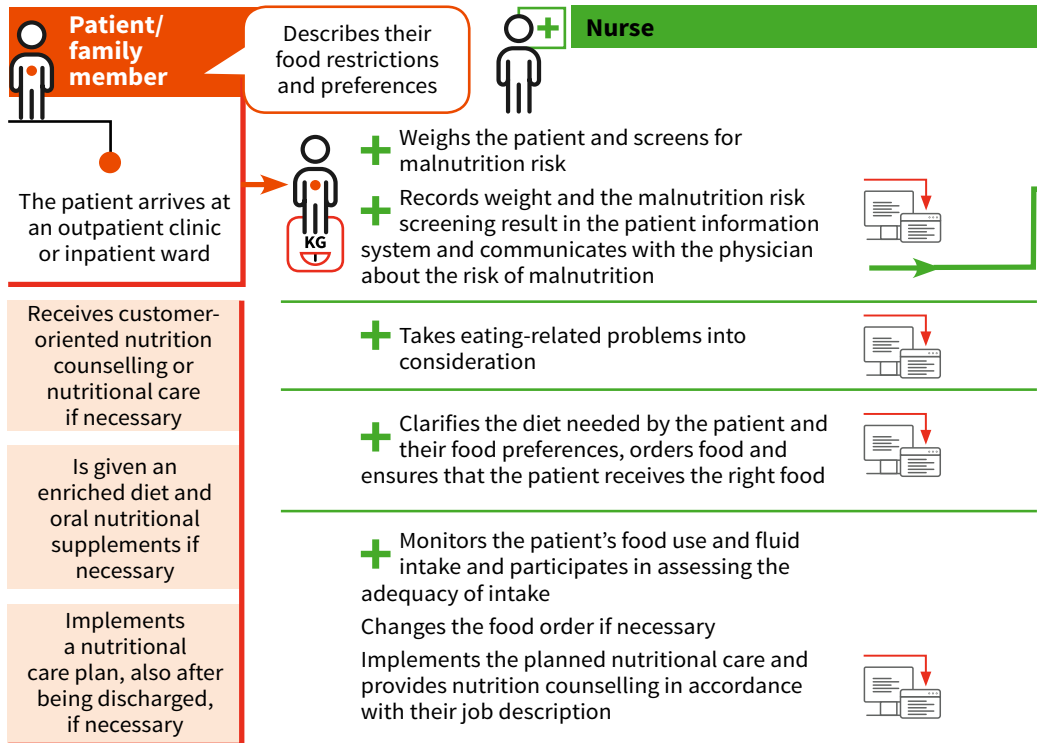 Patient/
family
member
Describes their
food restrictions
and preferences
The patient arrives at
an outpatient clinic
or inpatient ward
Receives customer-
oriented nutrition
counselling or
nutritional care
if necessary
Is given an
enriched diet and
oral nutritional
supplements if
necessary
Implements
a nutritional
care plan, also after
being discharged,
if necessary
Nurse
KG
Weighs the patient and screens for
malnutrition risk
Records weight and the malnutrition risk
screening result in the patient information
system and communicates with the physician
about the risk of malnutrition
Takes eating-related problems into
consideration
Clarifies the diet needed by the patient and
their food preferences, orders food and
ensures that the patient receives the right food
Monitors the patient’s food use and fluid
intake and participates in assessing the
adequacy of intake
Changes the food order if necessary
Implements the planned nutritional care and
provides nutrition counselling in accordance
with their job description